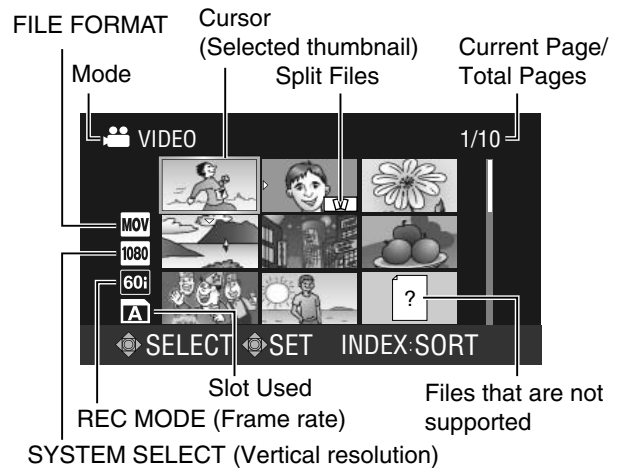 FILE FORMAT
Cursor
(Selected thumbnail)
Mode
Split Files
Current Page/
Total Pages
VIDEO
1/10
MOV
1080
60i
A
?
SELECT SET INDEX:SORT
Slot Used
REC MODE (Frame rate)
SYSTEM SELECT (Vertical resolution)
Files that are not
supported